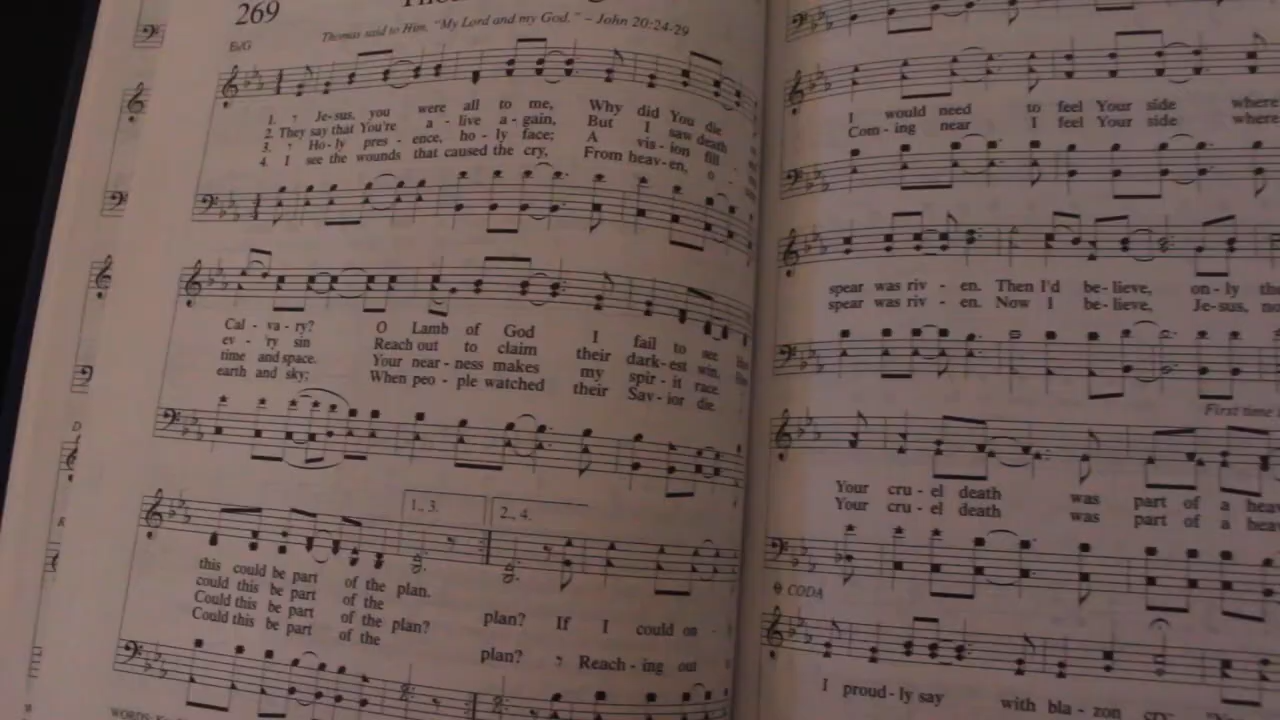 269
Thomas said to Him, "My Lord and my God." – John 20:24-29
E♭/G
1. Je-sus, you were all to me, Why did You die
2. They say that You're a - live a - gain, But I saw death
3. Ho - ly pres - ence, ho - ly face; A vis - ion fill
4. I see the wounds that caused the cry, From heav - en, o -
Cal - va - ry? O Lamb of God I fail to see
ev - 'ry sin Reach out to claim their dark - est win,
time and space. Your near - ness makes my spir - it race.
earth and sky; When peo - ple watched their Sav - ior die.
1., 3. 2., 4.
this could be part of the plan.
could this be part of the
Could this be part of the plan? plan? If I could on -
Could this be part of the plan? Reach - ing out
I would need to feel Your side where
Com - ing near I feel Your side where
spear was riv - en. Then I'd be - lieve, on - ly
spear was riv - en. Now I be - lieve, Je - sus,
First time
Your cru - el death was part of a
Your cru - el death was part of a
CODA
I proud - ly say with bla - zon